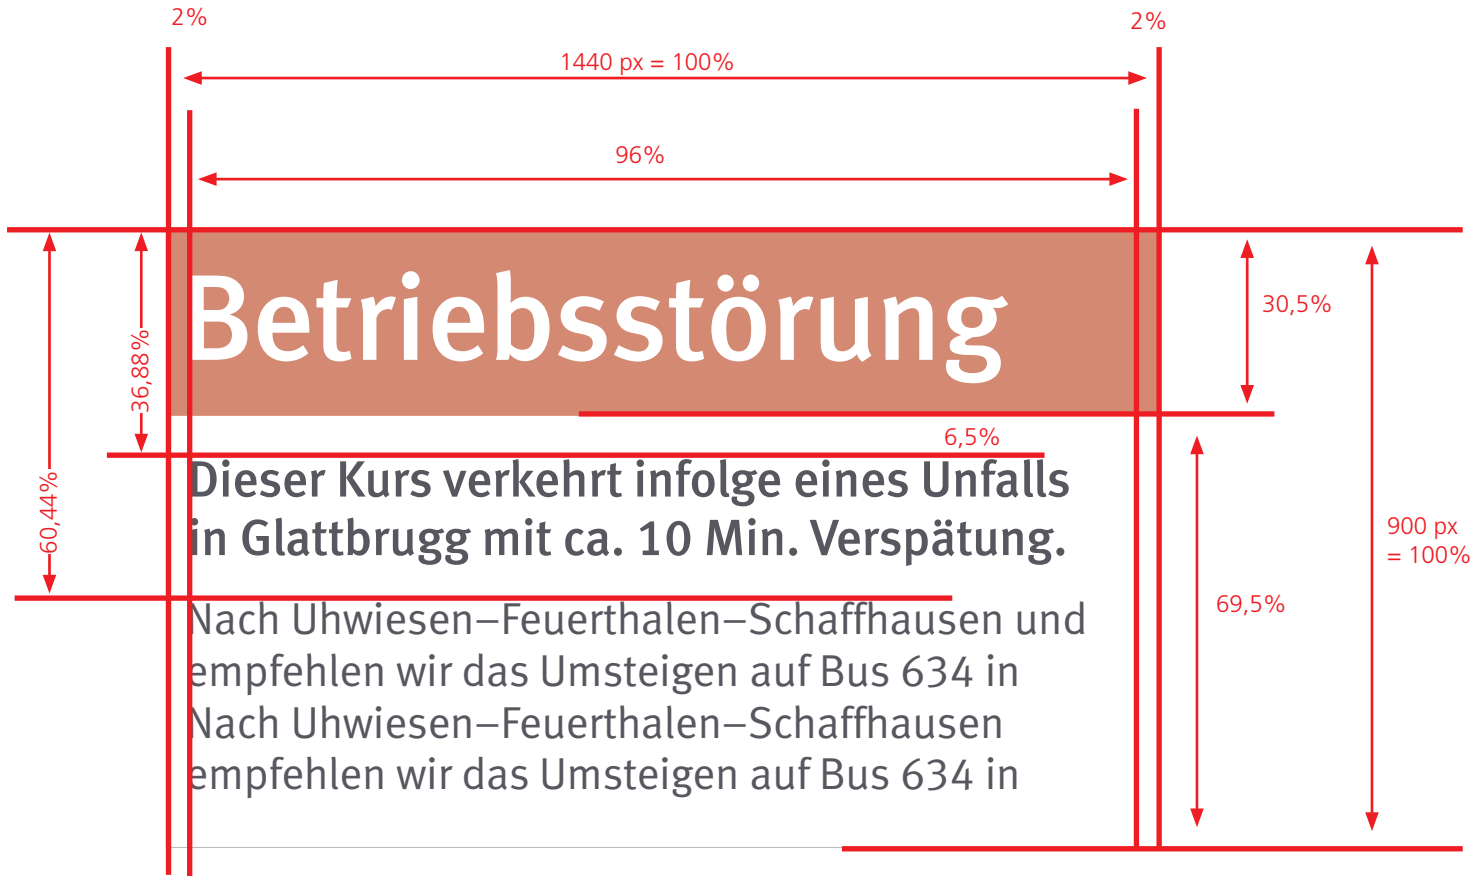 2%
2%
1440 px = 100%
96%
Betriebsstörung
30,5%
36,88%
6,5%
Dieser Kurs verkehrt infolge eines Unfalls
in Glattbrugg mit ca. 10 Min. Verspätung.
60,44%
900 px
= 100%
69,5%
Nach Uhwiesen–Feuerthalen–Schaffhausen und
empfehlen wir das Umsteigen auf Bus 634 in
Nach Uhwiesen–Feuerthalen–Schaffhausen
empfehlen wir das Umsteigen auf Bus 634 in